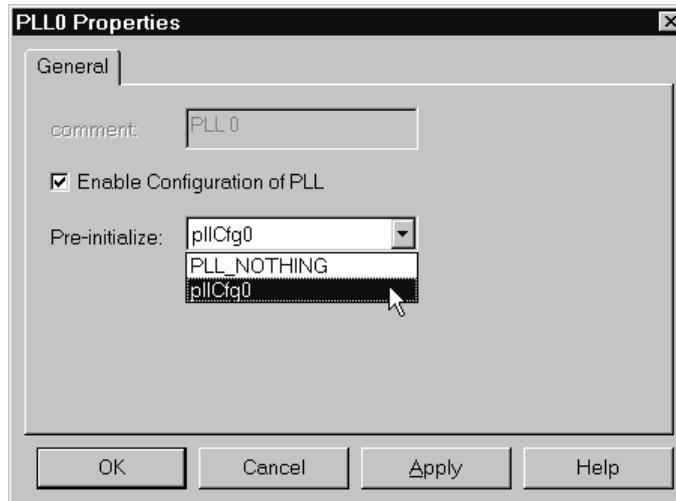 PLL0 Properties
General
comment: PLL 0
Enable Configuration of PLL
Pre-initialize: pllCfg0
PLL_NOTHING
pllCfg0
OK Cancel Apply Help